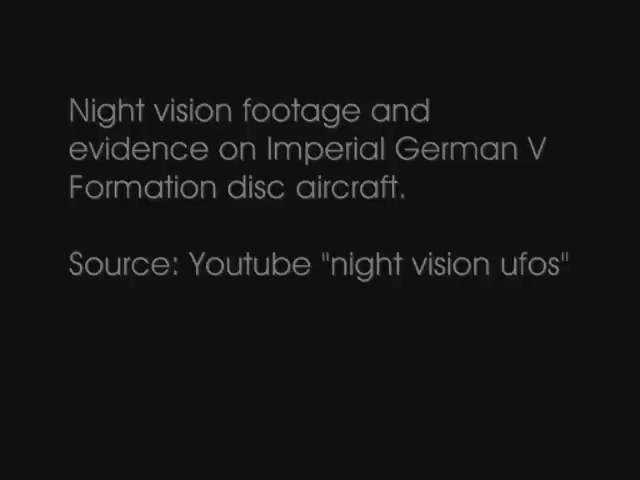 Night vision footage and
evidence on Imperial German V
Formation disc aircraft.
Source: Youtube "night vision ufos"